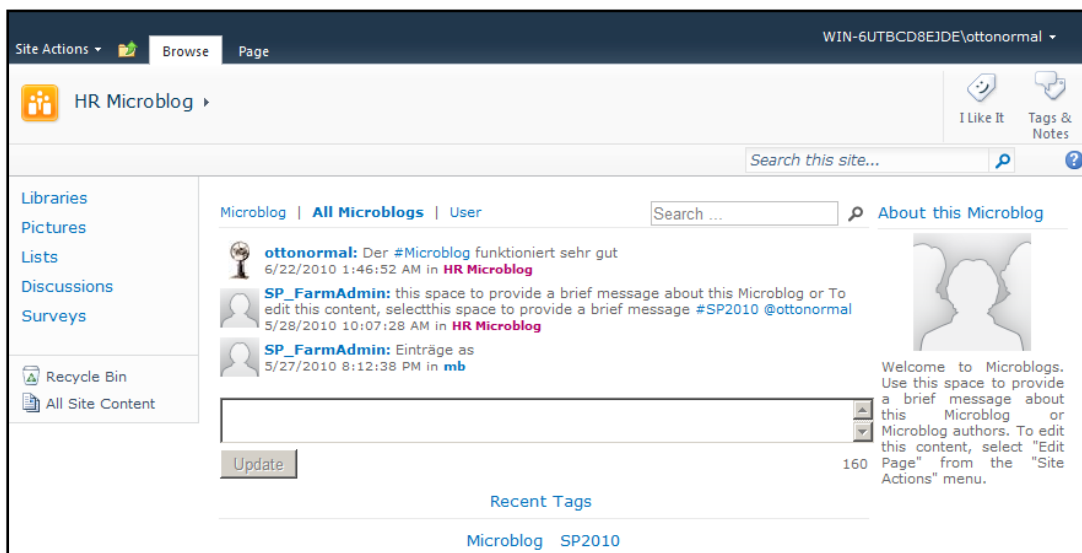 Site Actions
Browse
Page
WIN-6UTBCD8EJDE\ottonormal
HR Microblog
I Like It
Tags &
Notes
Search this site...
Libraries
Pictures
Lists
Discussions
Surveys
Recycle Bin
All Site Content
Microblog | All Microblogs | User
Search ...
ottonormal: Der #Microblog funktioniert sehr gut
6/22/2010 1:46:52 AM in HR Microblog
SP_FarmAdmin: this space to provide a brief message about this Microblog or To
edit this content, selectthis space to provide a brief message #SP2010 @ottonormal
5/28/2010 10:07:28 AM in HR Microblog
SP_FarmAdmin: Einträge as
5/27/2010 8:12:38 PM in mb
Update
160
Recent Tags
Microblog SP2010
About this Microblog
Welcome to Microblogs.
Use this space to provide
a brief message about
this Microblog or
Microblog authors. To edit
this content, select "Edit
Page" from the "Site
Actions" menu.